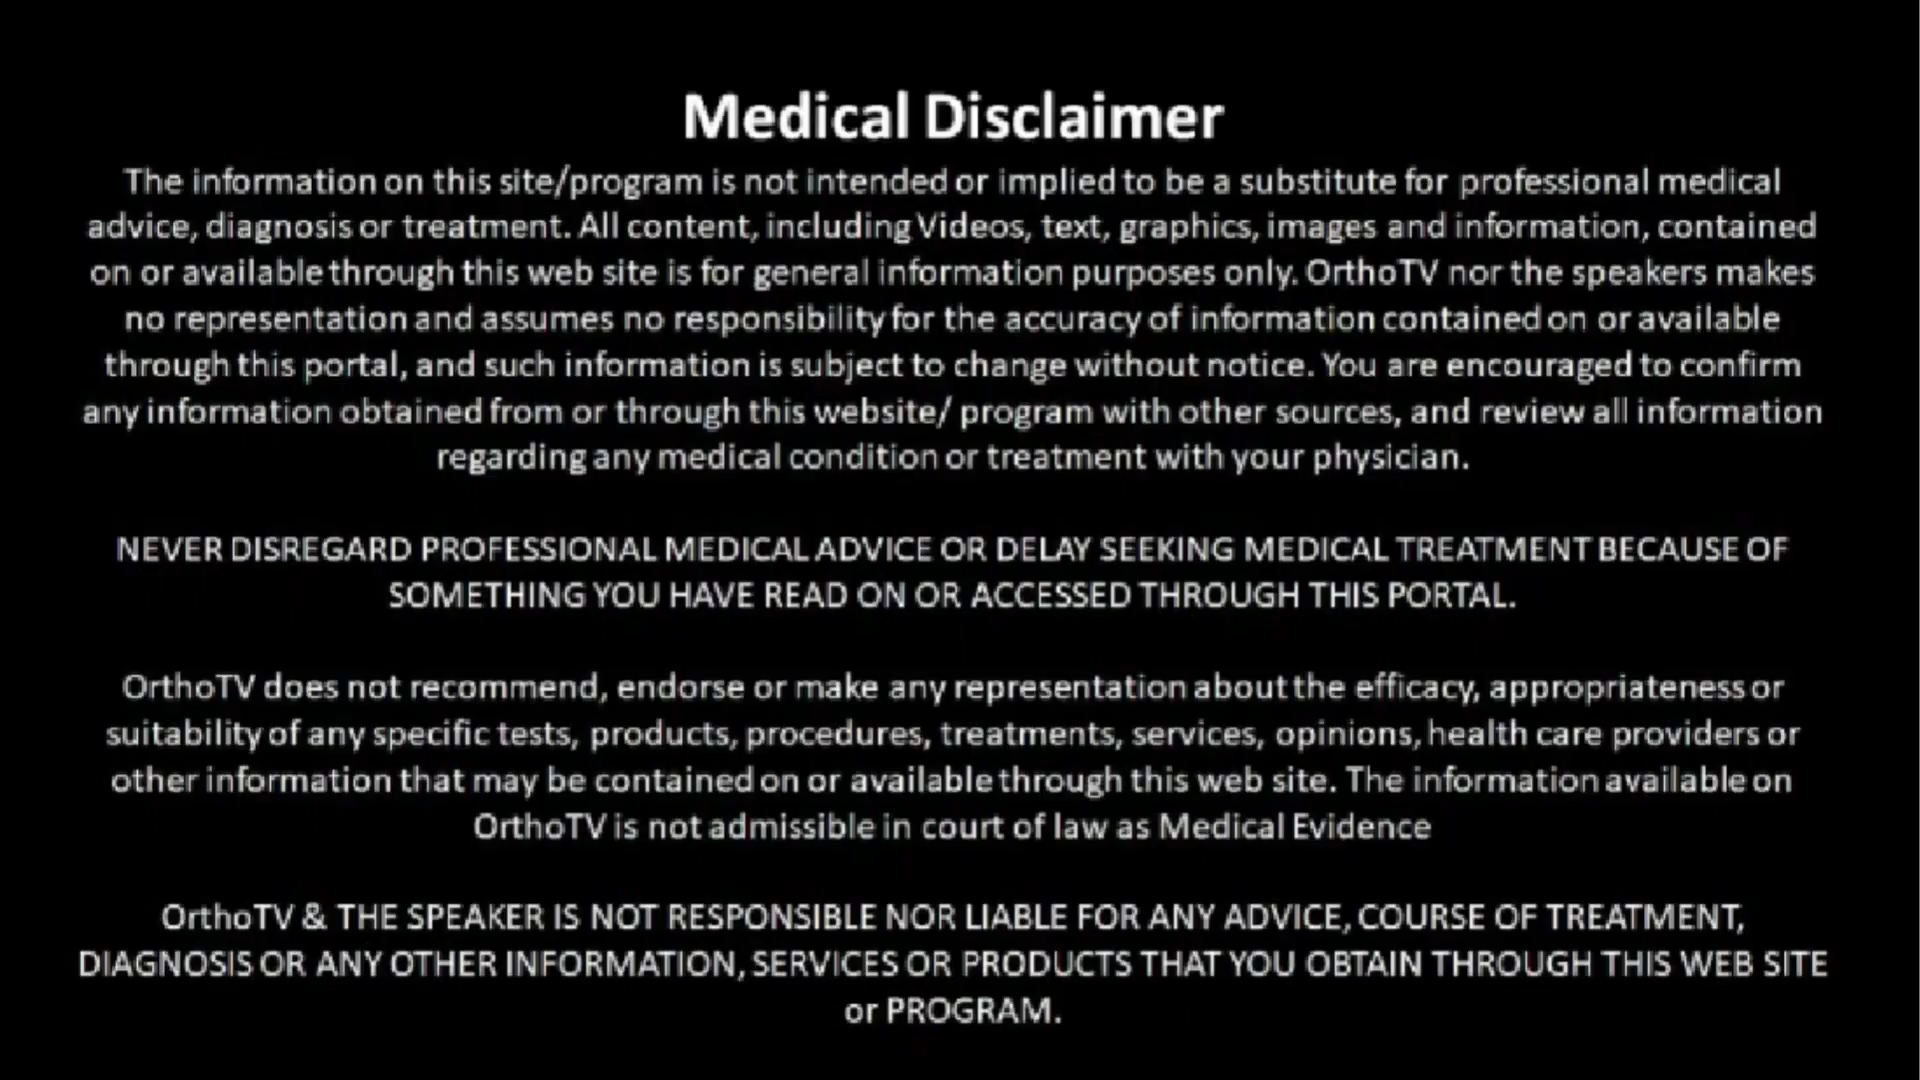 Medical Disclaimer
The information on this site/program is not intended or implied to be a substitute for professional medical
advice, diagnosis or treatment. All content, including Videos, text, graphics, images and information, contained
on or available through this web site is for general information purposes only. OrthoTV nor the speakers makes
no representation and assumes no responsibility for the accuracy of information contained on or available
through this portal, and such information is subject to change without notice. You are encouraged to confirm
any information obtained from or through this website/ program with other sources, and review all information
regarding any medical condition or treatment with your physician.
NEVER DISREGARD PROFESSIONAL MEDICAL ADVICE OR DELAY SEEKING MEDICAL TREATMENT BECAUSE OF
SOMETHING YOU HAVE READ ON OR ACCESSED THROUGH THIS PORTAL.
OrthoTV does not recommend, endorse or make any representation about the efficacy, appropriateness or
suitability of any specific tests, products, procedures, treatments, services, opinions, health care providers or
other information that may be contained on or available through this web site. The information available on
OrthoTV is not admissible in court of law as Medical Evidence
OrthoTV & THE SPEAKER IS NOT RESPONSIBLE NOR LIABLE FOR ANY ADVICE, COURSE OF TREATMENT,
DIAGNOSIS OR ANY OTHER INFORMATION, SERVICES OR PRODUCTS THAT YOU OBTAIN THROUGH THIS WEB SITE
or PROGRAM.